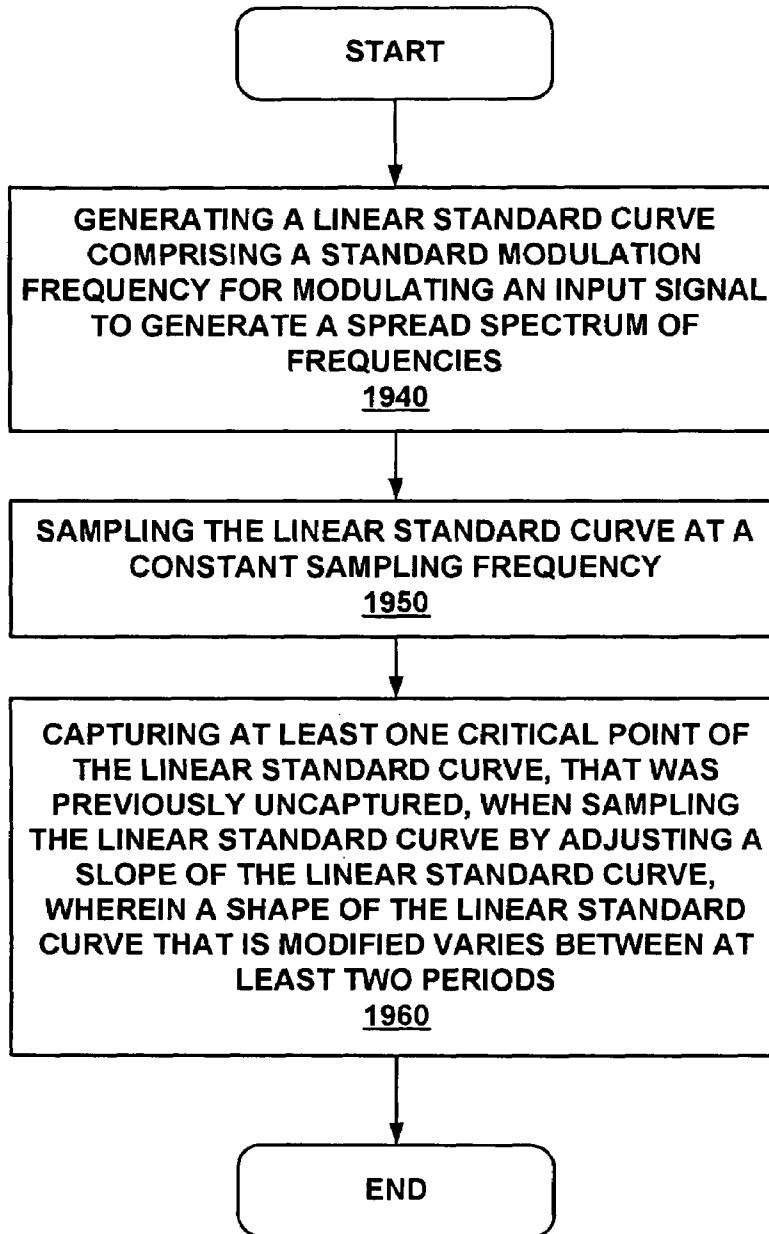 START
GENERATING A LINEAR STANDARD CURVE
COMPRISING A STANDARD MODULATION
FREQUENCY FOR MODULATING AN INPUT SIGNAL
TO GENERATE A SPREAD SPECTRUM OF
FREQUENCIES
1940
SAMPLING THE LINEAR STANDARD CURVE AT A
CONSTANT SAMPLING FREQUENCY
1950
CAPTURING AT LEAST ONE CRITICAL POINT OF
THE LINEAR STANDARD CURVE, THAT WAS
PREVIOUSLY UNCAPTURED, WHEN SAMPLING
THE LINEAR STANDARD CURVE BY ADJUSTING A
SLOPE OF THE LINEAR STANDARD CURVE,
WHEREIN A SHAPE OF THE LINEAR STANDARD
CURVE THAT IS MODIFIED VARIES BETWEEN AT
LEAST TWO PERIODS
1960
END